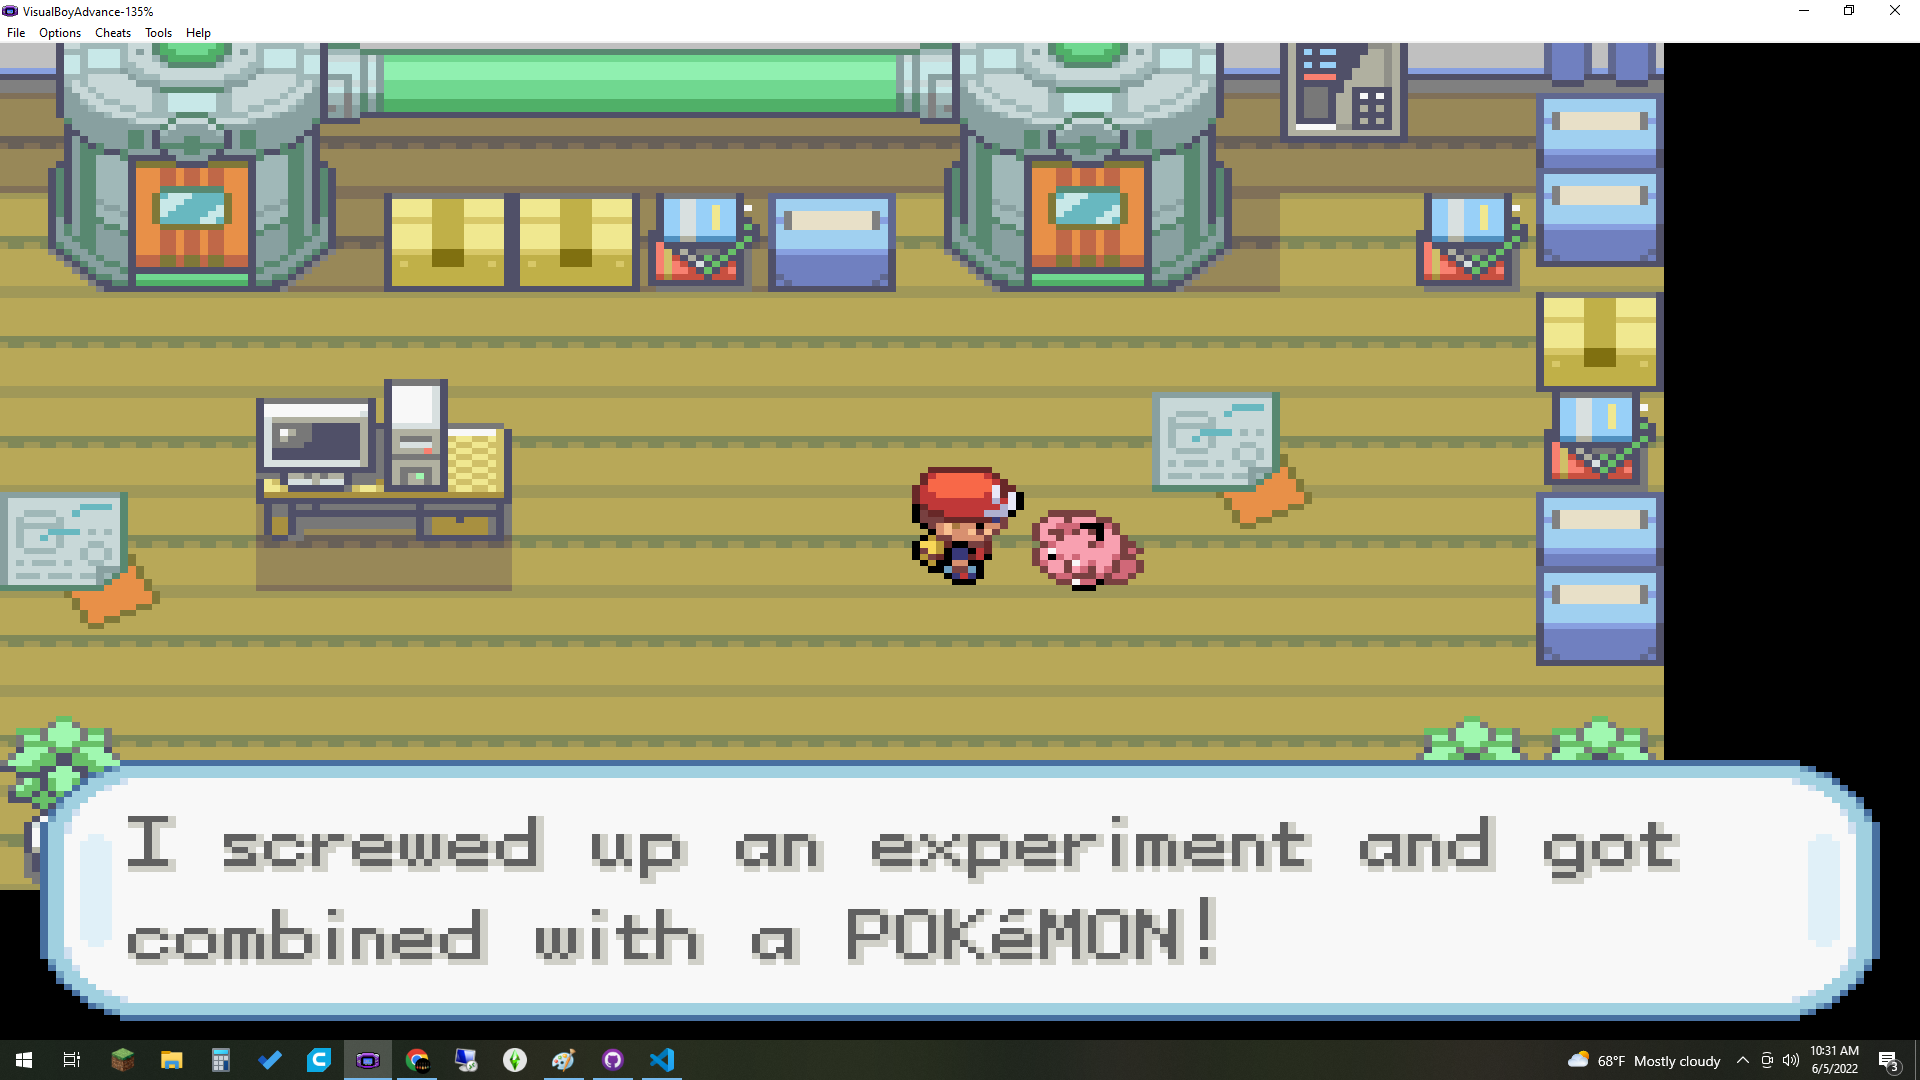 VisualBoyAdvance-135%
File Options Cheats Tools Help
I screwed up an experiment and got
combined with a POKéMON!
68°F Mostly cloudy
10:31 AM
6/5/2022
3